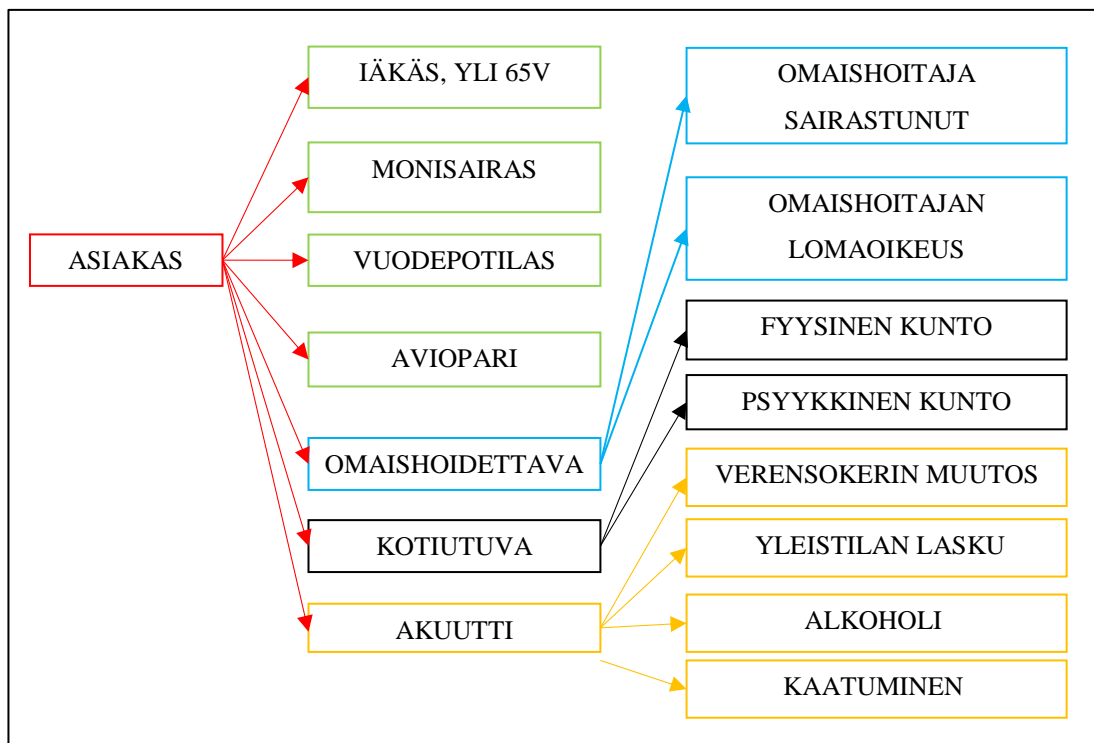 ASIAKAS
IÄKÄS, YLI 65V
MONISAIRAS
VUODEPOTILAS
AVIOPARI
OMAISHOIDETTAVA
KOTIUTUVA
AKUUTTI
OMAISHOITAJA
SAIRASTUNUT
OMAISHOITAJAN
LOMAOIKEUS
FYYSINEN KUNTO
PSYYKKINEN KUNTO
VERENSOKERIN MUUTOS
YLEISTILAN LASKU
ALKOHOLI
KAATUMINEN